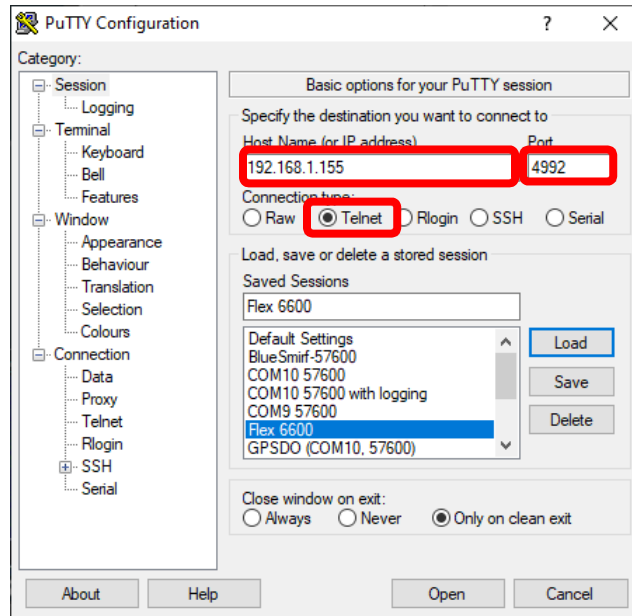 PuTTY Configuration ? ×
Category:
Session
Logging
Terminal
Keyboard
Bell
Features
Window
Appearance
Behaviour
Translation
Selection
Colours
Connection
Data
Proxy
Telnet
Rlogin
SSH
Serial
Basic options for your PuTTY session
Specify the destination you want to connect to
Host Name (or IP address) Port
192.168.1.155 4992
Connection type:
Raw Telnet Rlogin SSH Serial
Load, save or delete a stored session
Saved Sessions
Flex 6600
Default Settings
BlueSmirf-57600
COM10 57600
COM10 57600 with logging
COM9 57600
Flex 6600
GPSDO (COM10, 57600)
Load
Save
Delete
Close window on exit:
Always Never Only on clean exit
About Help Open Cancel